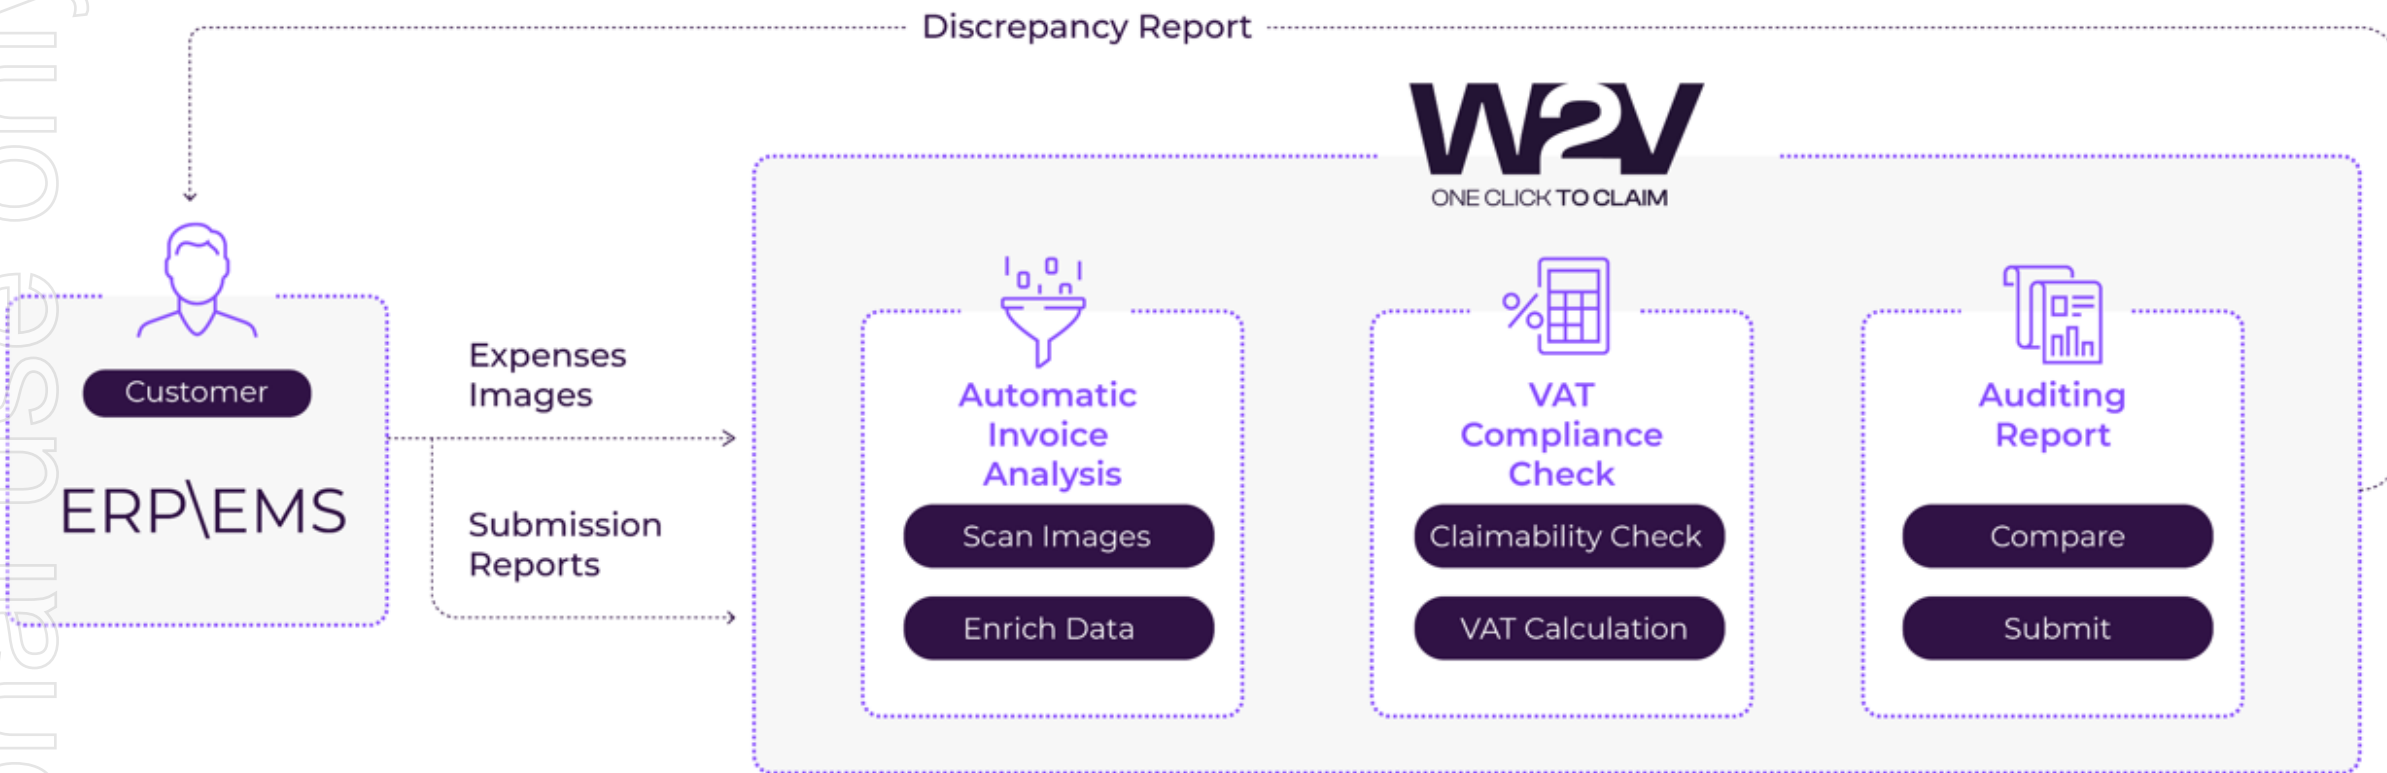 Discrepancy Report
W2V
ONE CLICK TO CLAIM
Customer
ERP\EMS
Expenses
Images
Submission
Reports
Automatic
Invoice
Analysis
Scan Images
Enrich Data
VAT
Compliance
Check
Claimability Check
VAT Calculation
Auditing
Report
Compare
Submit